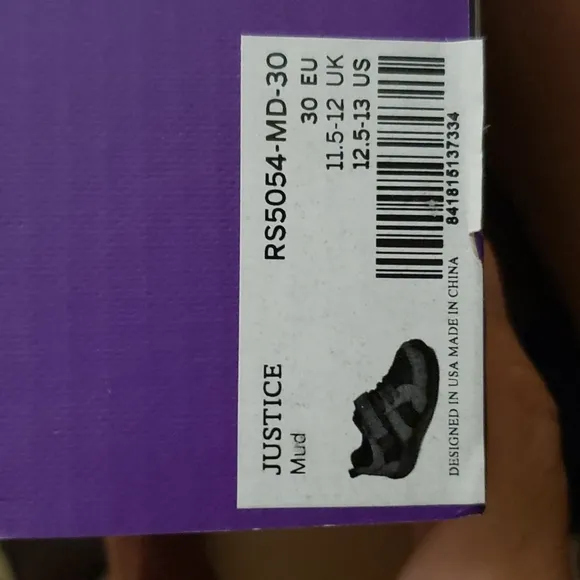 JUSTICE
Mud
RS5054-MD-30
30 EU
11.5-12 UK
12.5-13 US
841815137334
DESIGNED IN USA MADE IN CHINA